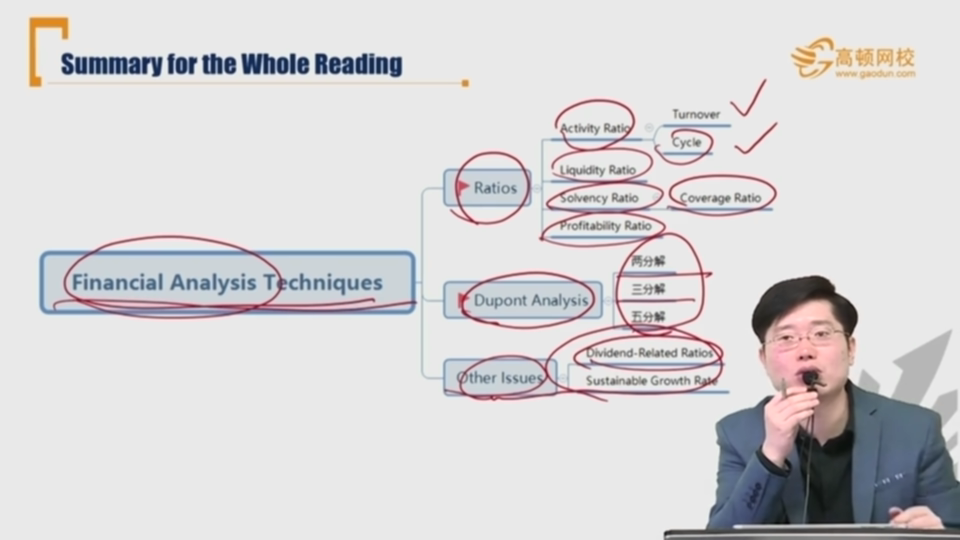 Summary for the Whole Reading
高顿网校
www.gaodun.com
Financial Analysis Techniques
Ratios
Activity Ratio
Turnover
Cycle
Liquidity Ratio
Solvency Ratio
Coverage Ratio
Profitability Ratio
Dupont Analysis
两分解
三分解
五分解
Other Issues
Dividend-Related Ratios
Sustainable Growth Rate